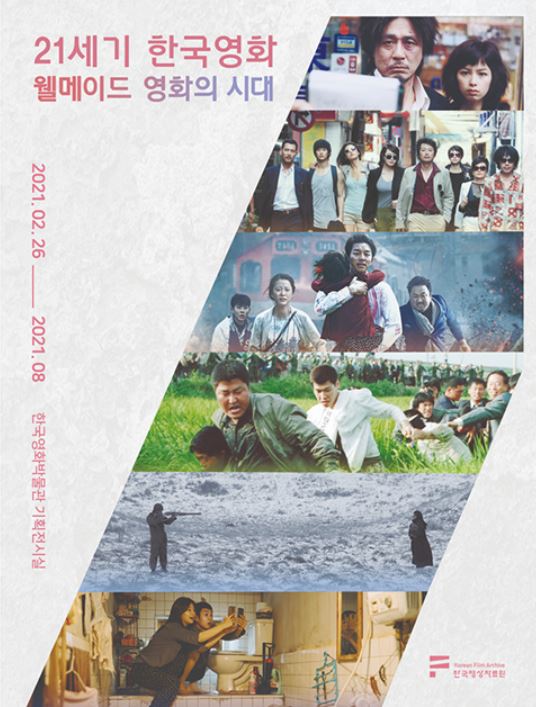 21세기 한국영화
웰메이드 영화의 시대
2021. 02. 26
2021.08
한국영화박물관 기획전시실
Korean Film Archive
한국영상자료원